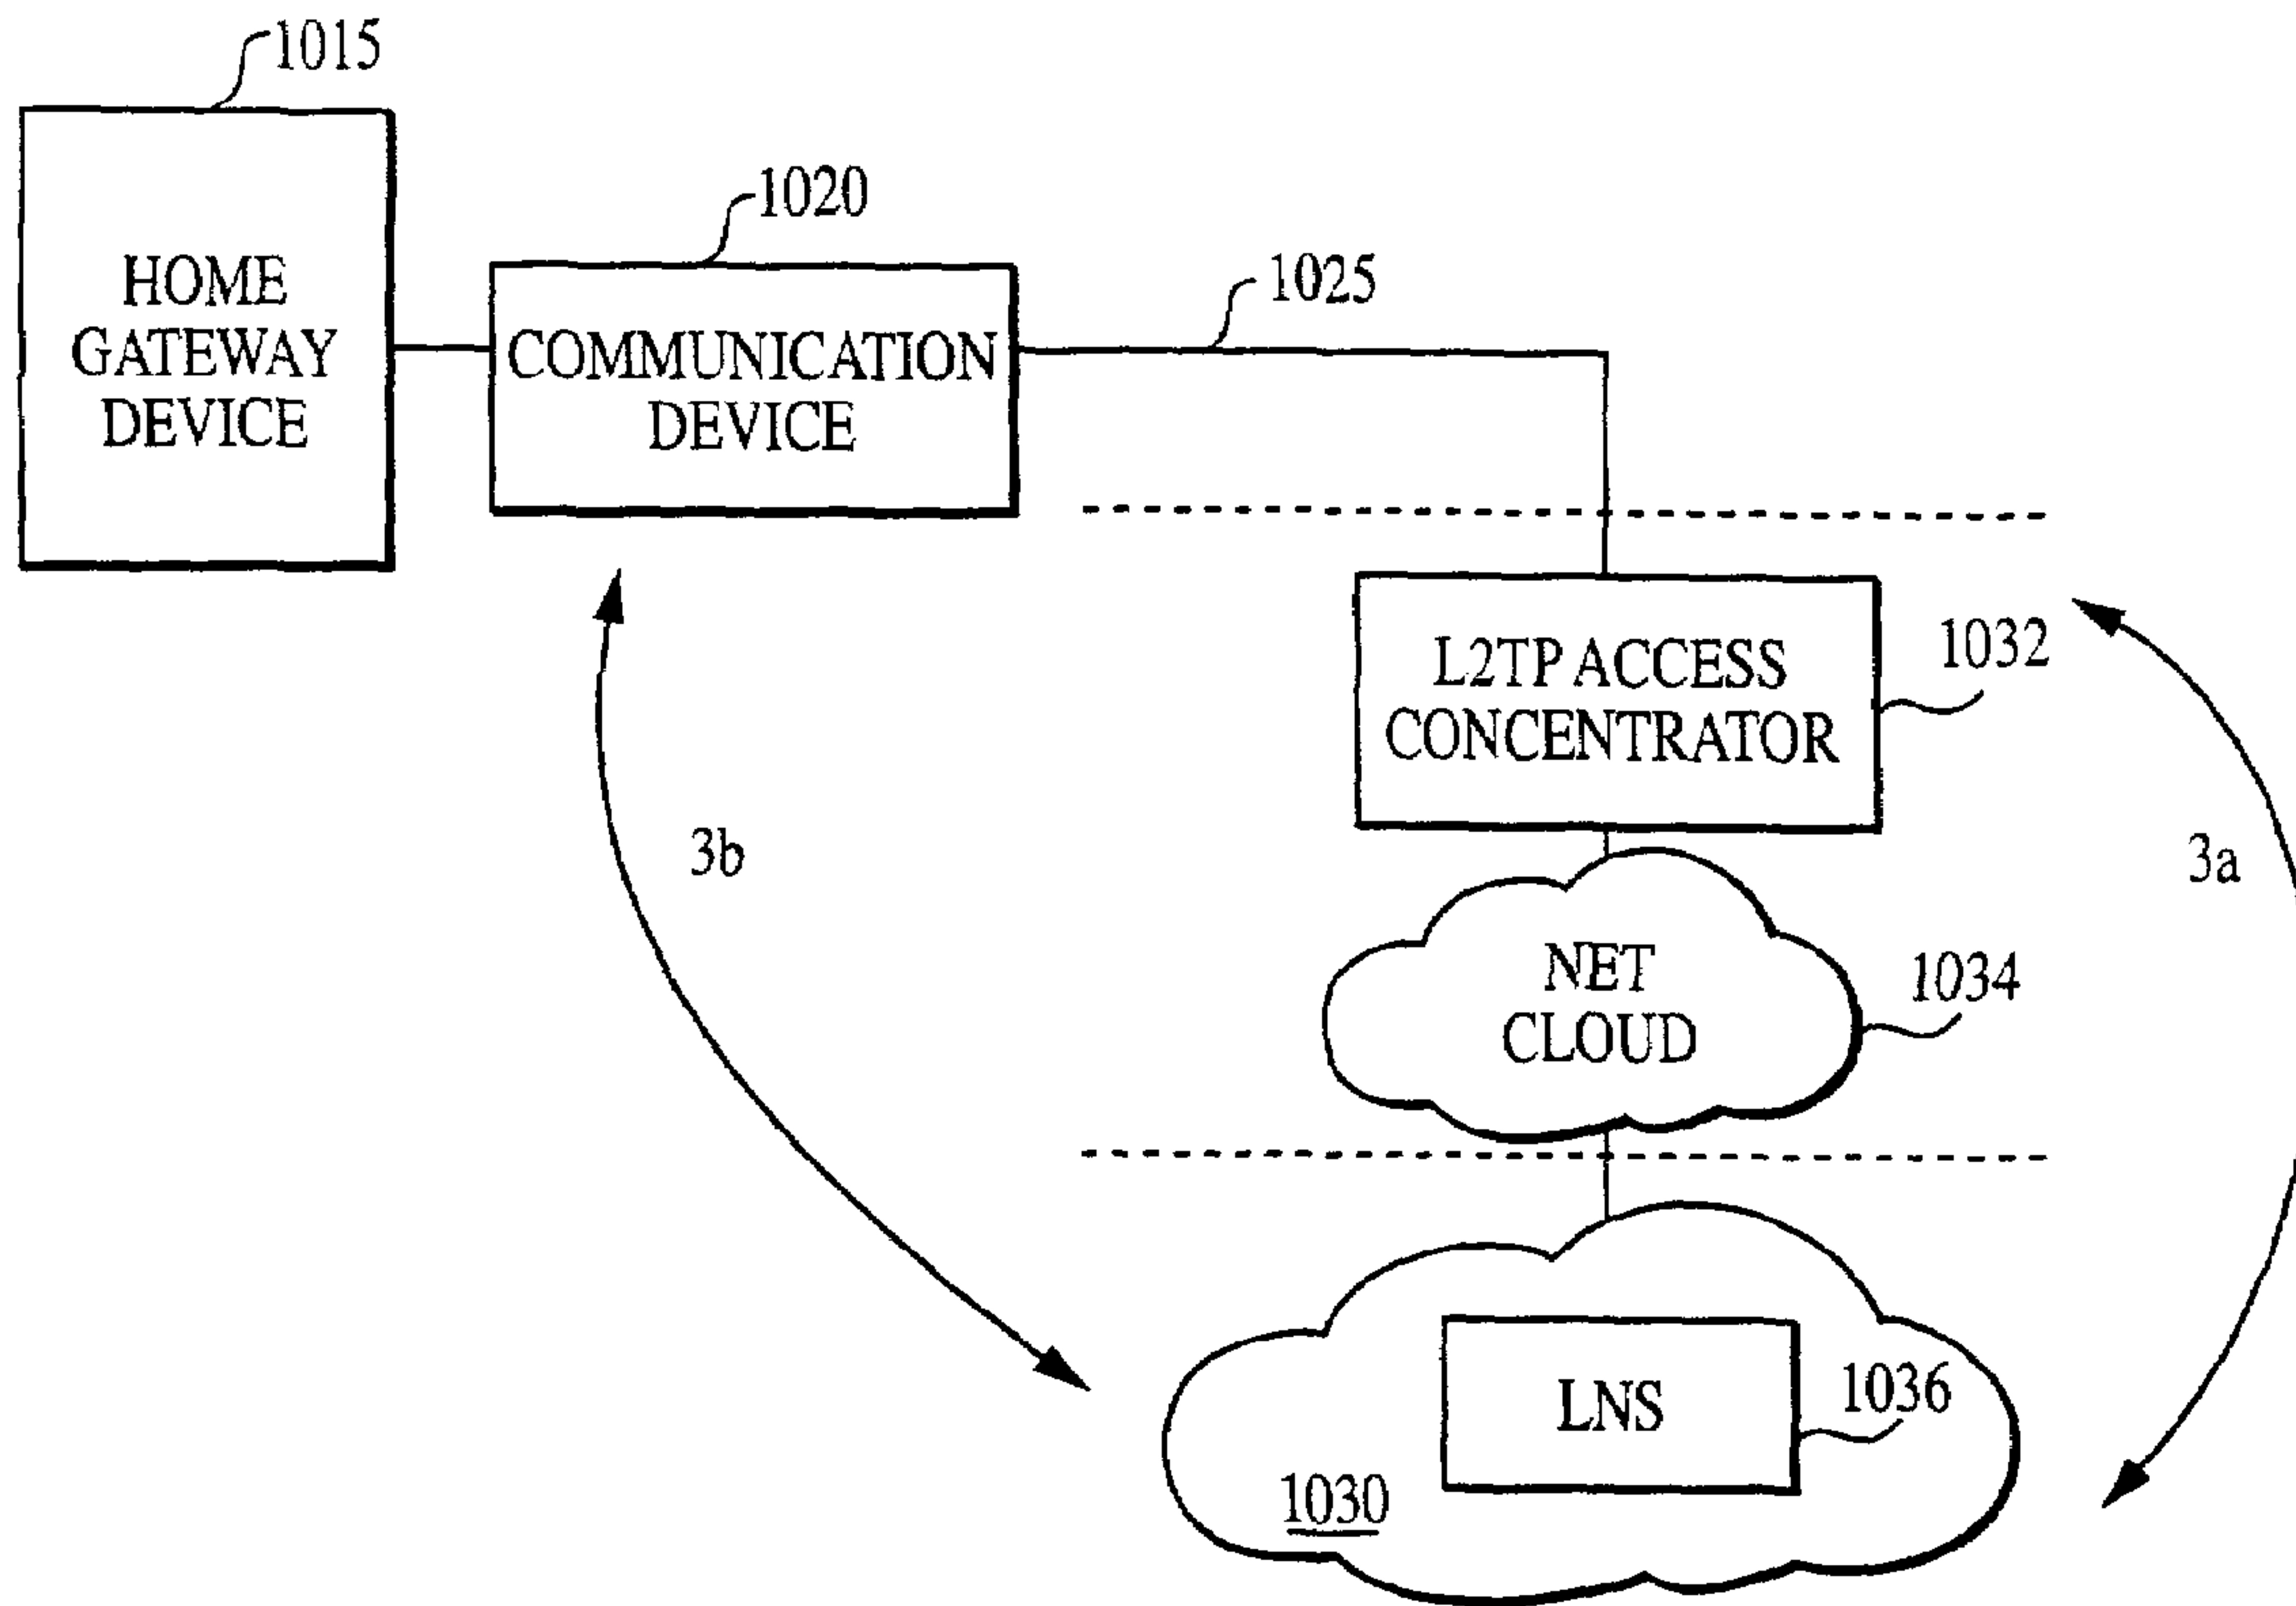 1015
HOME
GATEWAY
DEVICE
1020
COMMUNICATION
DEVICE
1025
L2TP ACCESS
CONCENTRATOR
1032
3b
3a
NET
CLOUD
1034
LNS
1036
1030